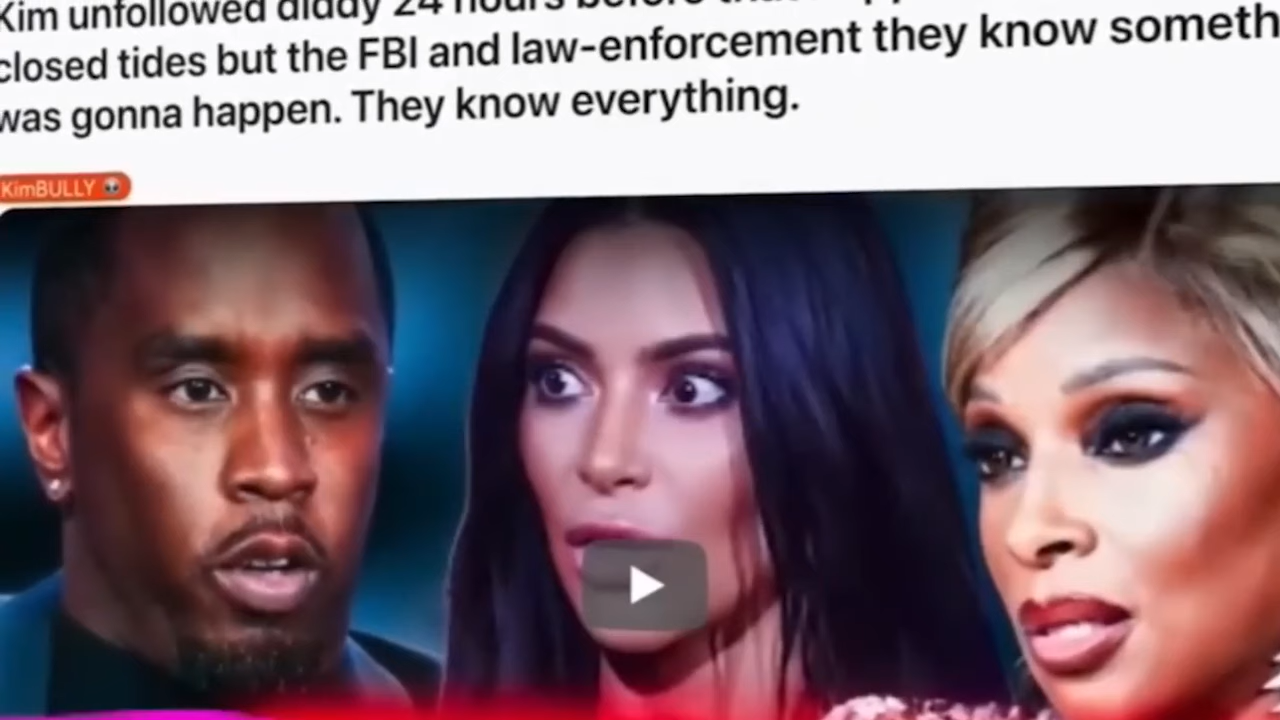 Kim unfollowed diddy 24 hours before
closed tides but the FBI and law-enforcement they know someth
was gonna happen. They know everything.
KimBULLY